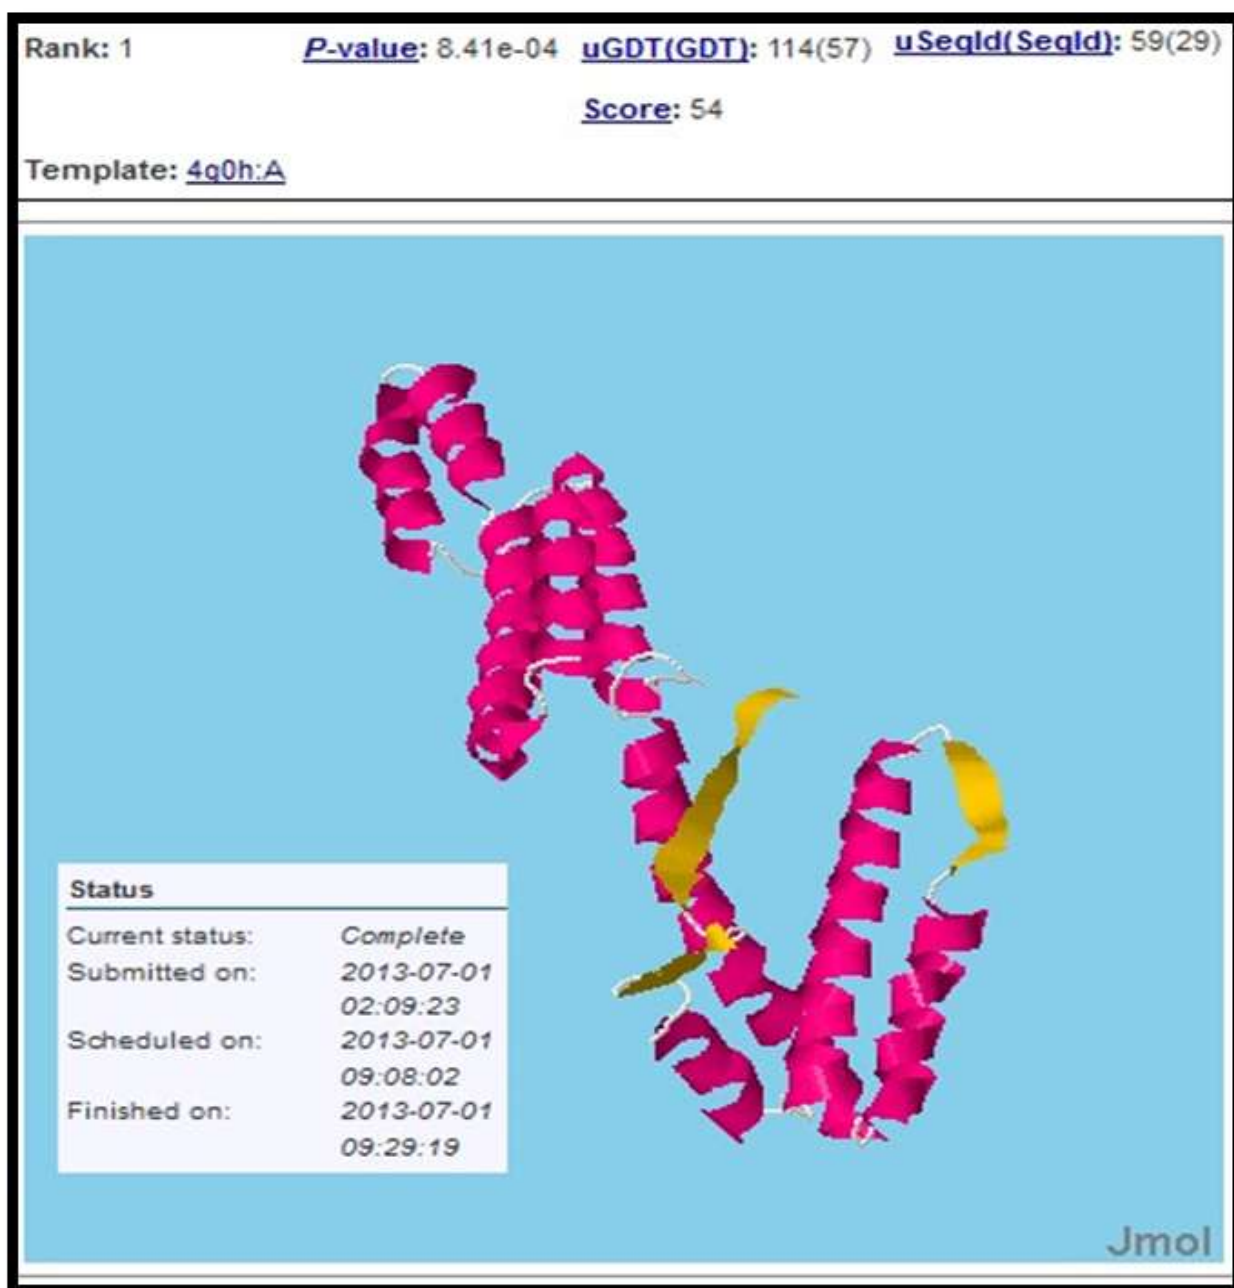 Rank: 1 P-value: 8.41e-04 uGDT(GDT): 114(57) uSeqId(SeqId): 59(29)
Score: 54
Template: 4q0h:A
Status
Current status: Complete
Submitted on: 2013-07-01
02:09:23
Scheduled on: 2013-07-01
09:08:02
Finished on: 2013-07-01
09:29:19
Jmol